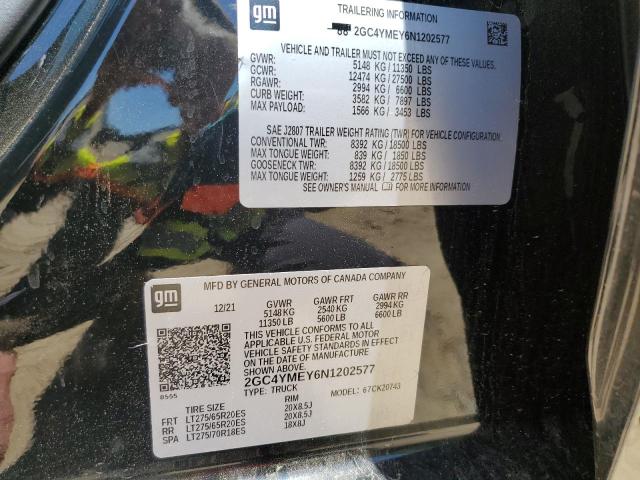 gm
TRAILERING INFORMATION
2GC4YMEY6N1202577
VEHICLE AND TRAILER MUST NOT EXCEED ANY OF THESE VALUES.
GVWR: 5148 KG / 11350 LBS
GCWR: 12474 KG / 27500 LBS
RGAWR: 2994 KG / 6600 LBS
CURB WEIGHT: 3582 KG / 7897 LBS
MAX PAYLOAD: 1566 KG / 3453 LBS
SAE J2807 TRAILER WEIGHT RATING (TWR) FOR VEHICLE CONFIGURATION.
CONVENTIONAL TWR: 8392 KG / 18500 LBS
MAX TONGUE WEIGHT: 839 KG / 1850 LBS
GOOSENECK TWR: 8392 KG / 18500 LBS
MAX TONGUE WEIGHT: 1259 KG / 2775 LBS
SEE OWNER'S MANUAL FOR MORE INFORMATION
gm
MFD BY GENERAL MOTORS OF CANADA COMPANY
12/21 GVWR GAWR FRT GAWR RR
5148KG 2540 KG 2994 KG
11350 LB 5600 LB 6600 LB
THIS VEHICLE CONFORMS TO ALL
APPLICABLE U.S. FEDERAL MOTOR
VEHICLE SAFETY STANDARDS IN EFFECT
ON THE DATE OF MANUFACTURE
SHOWN ABOVE.
2GC4YMEY6N1202577
TYPE: TRUCK MODEL: 67CK20743
TIRE SIZE RIM
FRT LT275/65R20ES 20X8.5J
RR LT275/65R20ES 20X8.5J
SPA LT275/70R18ES 18X8J